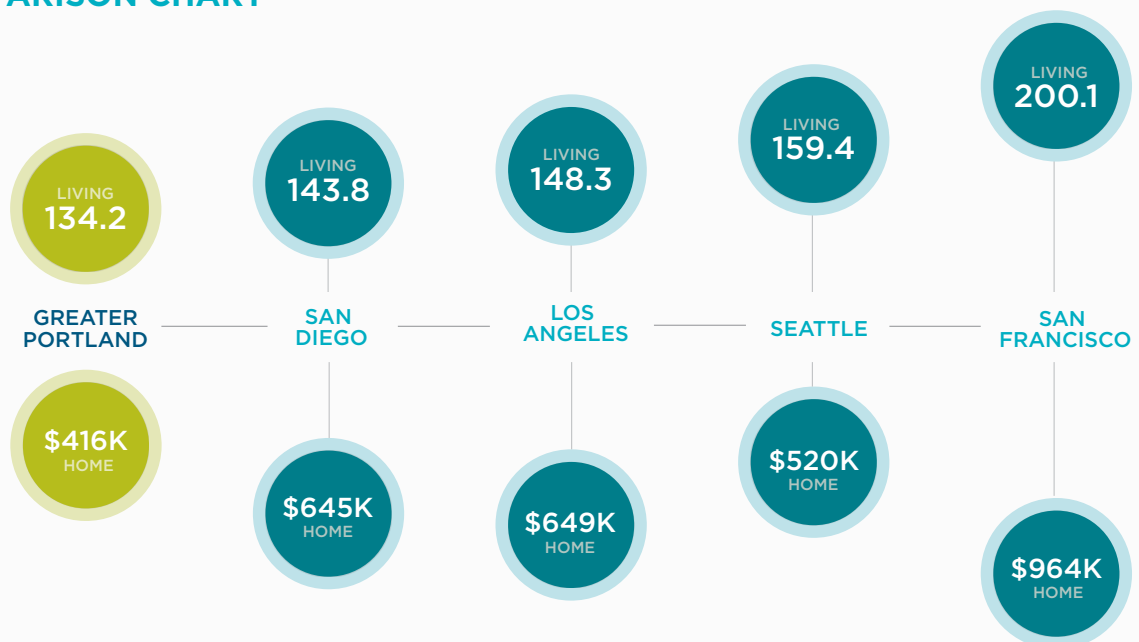 LIVING
200.1
LIVING
159.4
LIVING
148.3
LIVING
143.8
LIVING
134.2
GREATER
PORTLAND
SAN
DIEGO
LOS
ANGELES
SEATTLE
SAN
FRANCISCO
$416K
HOME
$645K
HOME
$649K
HOME
$520K
HOME
$964K
HOME